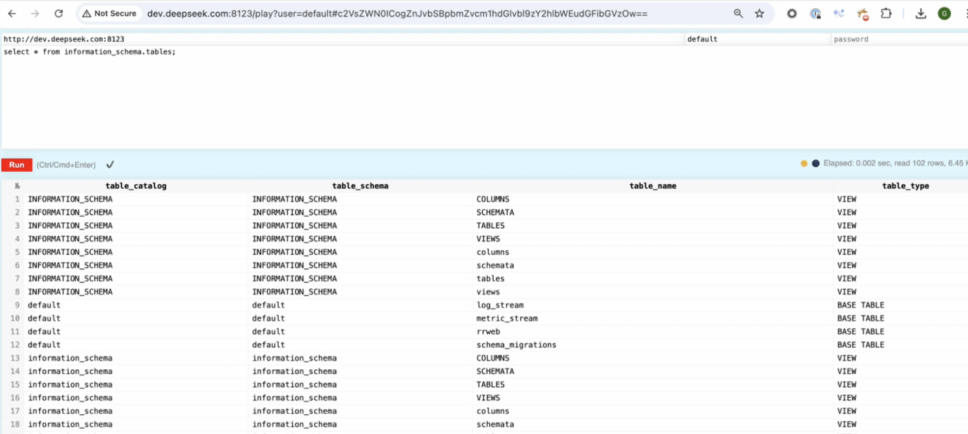 Not Secure dev.deepseek.com:8123/play?user=default#c2VsZWN0ICogZnJvbSBpbmZvcm1hdGlvbl9zY2hlbWEudGFibGVzOw==
http://dev.deepseek.com:8123 default password
select * from information_schema.tables;
Run (Ctrl/Cmd+Enter) ✓ Elapsed: 0.002 sec, read 102 rows, 6.45
№ table_catalog table_schema table_name table_type
1 INFORMATION_SCHEMA INFORMATION_SCHEMA COLUMNS VIEW
2 INFORMATION_SCHEMA INFORMATION_SCHEMA SCHEMATA VIEW
3 INFORMATION_SCHEMA INFORMATION_SCHEMA TABLES VIEW
4 INFORMATION_SCHEMA INFORMATION_SCHEMA VIEWS VIEW
5 INFORMATION_SCHEMA INFORMATION_SCHEMA columns VIEW
6 INFORMATION_SCHEMA INFORMATION_SCHEMA schemata VIEW
7 INFORMATION_SCHEMA INFORMATION_SCHEMA tables VIEW
8 INFORMATION_SCHEMA INFORMATION_SCHEMA views VIEW
9 default default log_stream BASE TABLE
10 default default metric_stream BASE TABLE
11 default default rrweb BASE TABLE
12 default default schema_migrations BASE TABLE
13 information_schema information_schema COLUMNS VIEW
14 information_schema information_schema SCHEMATA VIEW
15 information_schema information_schema TABLES VIEW
16 information_schema information_schema VIEWS VIEW
17 information_schema information_schema columns VIEW
18 information_schema information_schema schemata VIEW